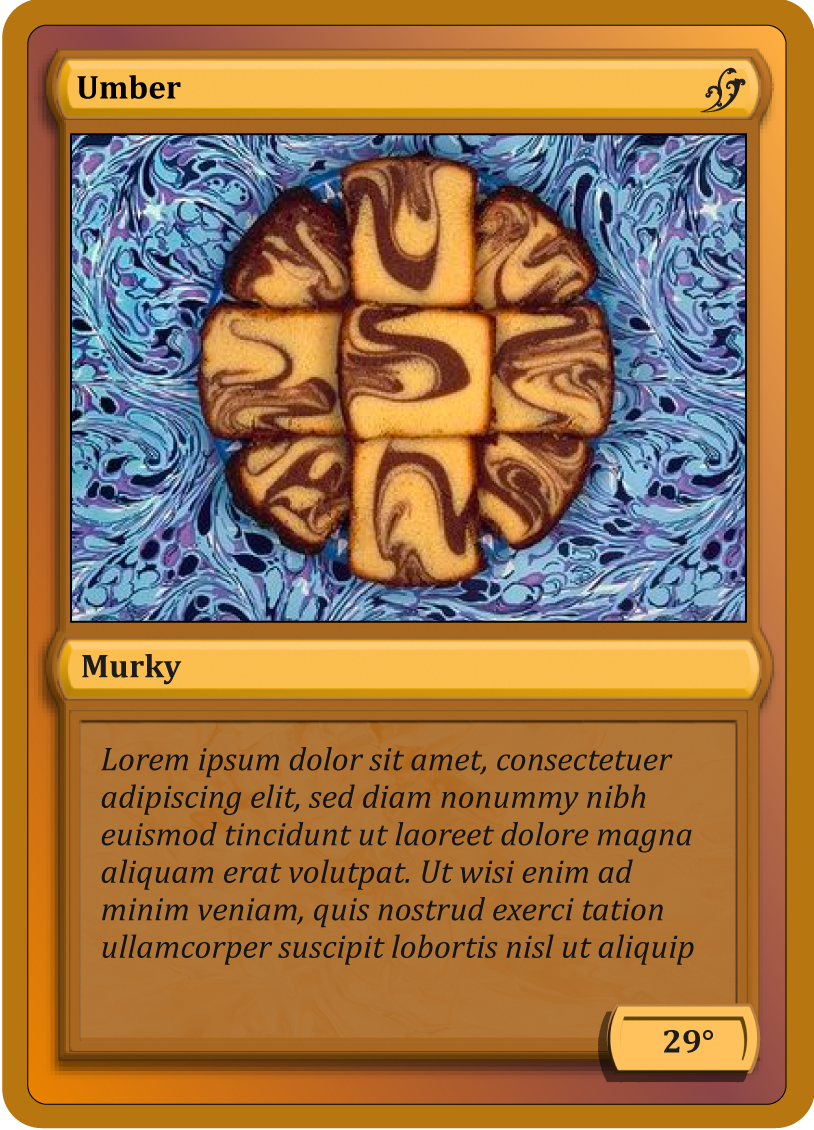 Umber
Murky
Lorem ipsum dolor sit amet, consectetuer
adipiscing elit, sed diam nonummy nibh
euismod tincidunt ut laoreet dolore magna
aliquam erat volutpat. Ut wisi enim ad
minim veniam, quis nostrud exerci tation
ullamcorper suscipit lobortis nisl ut aliquip
29°